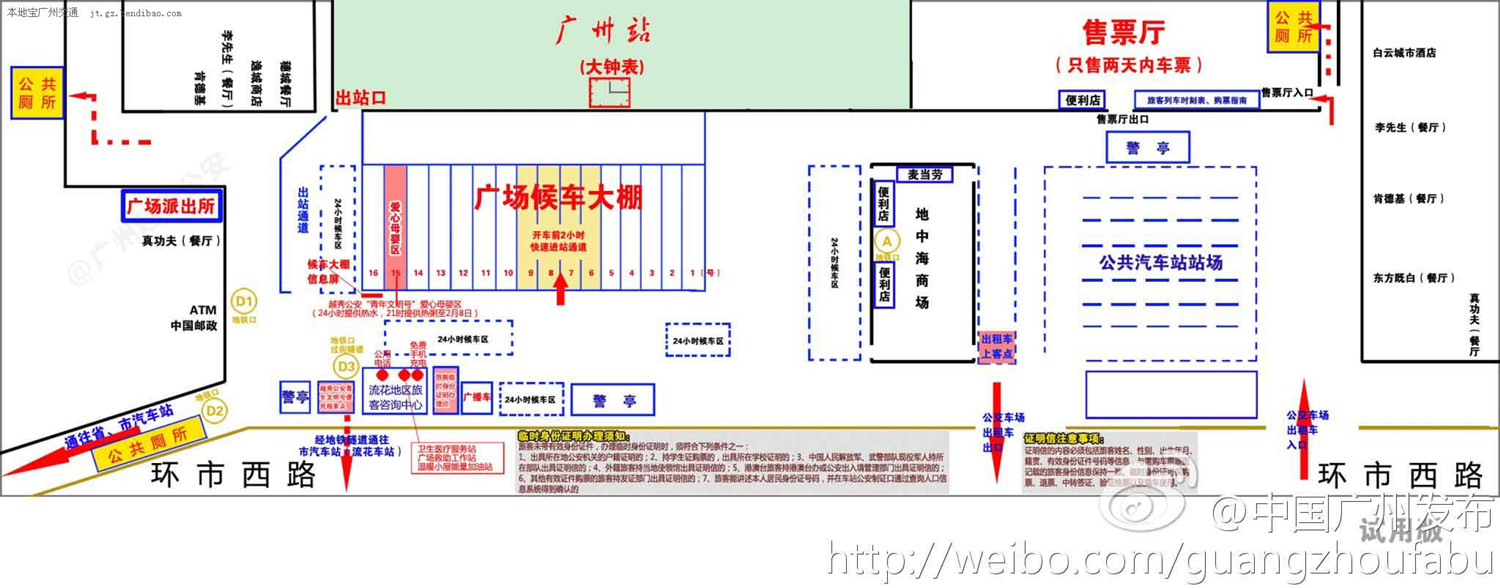 本地宝广州交通 jt.gz.bendibao.com
广州站
(大钟表)
售票厅
(只售两天内车票)
公共
厕所
白云城市酒店
李先生(餐厅)
逸城商店
肯德基
穗城餐厅
公共
厕所
出站口
便利店
旅客列车时刻表、购票指南
售票厅入口
售票厅出口
李先生(餐厅)
警亭
广场派出所
真功夫(餐厅)
出站通道
24小时候车区
爱心母婴区
广场候车大棚
开车前2小时
快速进站通道
候车大棚
信息屏
16 15 14 13 12 11 10 9 8 7 6 5 4 3 2 1 (号)
24小时候车区
麦当劳
便利店
A
地铁口
便利店
地中海商场
公共汽车站站场
肯德基(餐厅)
东方既白(餐厅)
真功夫(餐厅)
ATM
中国邮政
D1
地铁口
越秀公安“青年文明号”爱心母婴区
(24小时提供热水,21时提供热粥至2月8日)
24小时候车区
24小时候车区
出租车
上客点
地铁口
过街隧道
D3
公用
电话
免费
手机
充电
D2
地铁口
警亭
越秀公安青
年文明号便
民服务点
流花地区旅
客咨询中心
旅客临
时身份
证明办
理点
广播车
24小时候车区
警亭
通往省、市汽车站
公共厕所
经地铁隧道通往
市汽车站(流花车站)
卫生医疗服务站
广场救助工作站
温暖小屋能量加油站
环市西路
临时身份证明办理须知:
旅客未带有效身份证件,办理临时身份证明时,须符合下列条件之一:
1、出具所在地公安机关的户籍证明的;2、持学生证购票的,出具所在学校证明的;3、中国人民解放军、武警部队现役军人持所
在部队出具证明信的;4、外籍旅客持当地使领馆出具证明信的;5、港澳台旅客持港澳台办或公安出入境管理部门出具证明信的;
6、其他有效证件购票的旅客持发证部门出具证明信的;7、旅客能讲述本人居民身份证号码,并在车站公安制证口通过查询人口信
息系统得到确认的
公交车场
出租车
出口
证明信注意事项:
证明信的内容必须包括旅客姓名、性别、出生年月、
籍贯、有效身份证件号码等信息,
票、退票、中转签证、
公交车场
出租车
入口
环市西路
@中国广州发布
试用版
http://weibo.com/guangzhoufabu